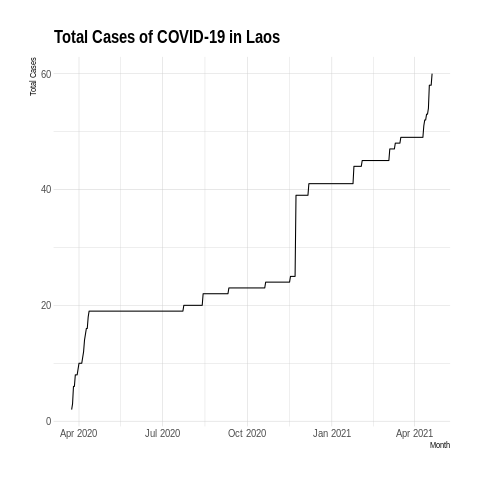 Total Cases of COVID-19 in Laos
Total Cases
60
40
20
0
Apr 2020 Jul 2020 Oct 2020 Jan 2021 Apr 2021
Month